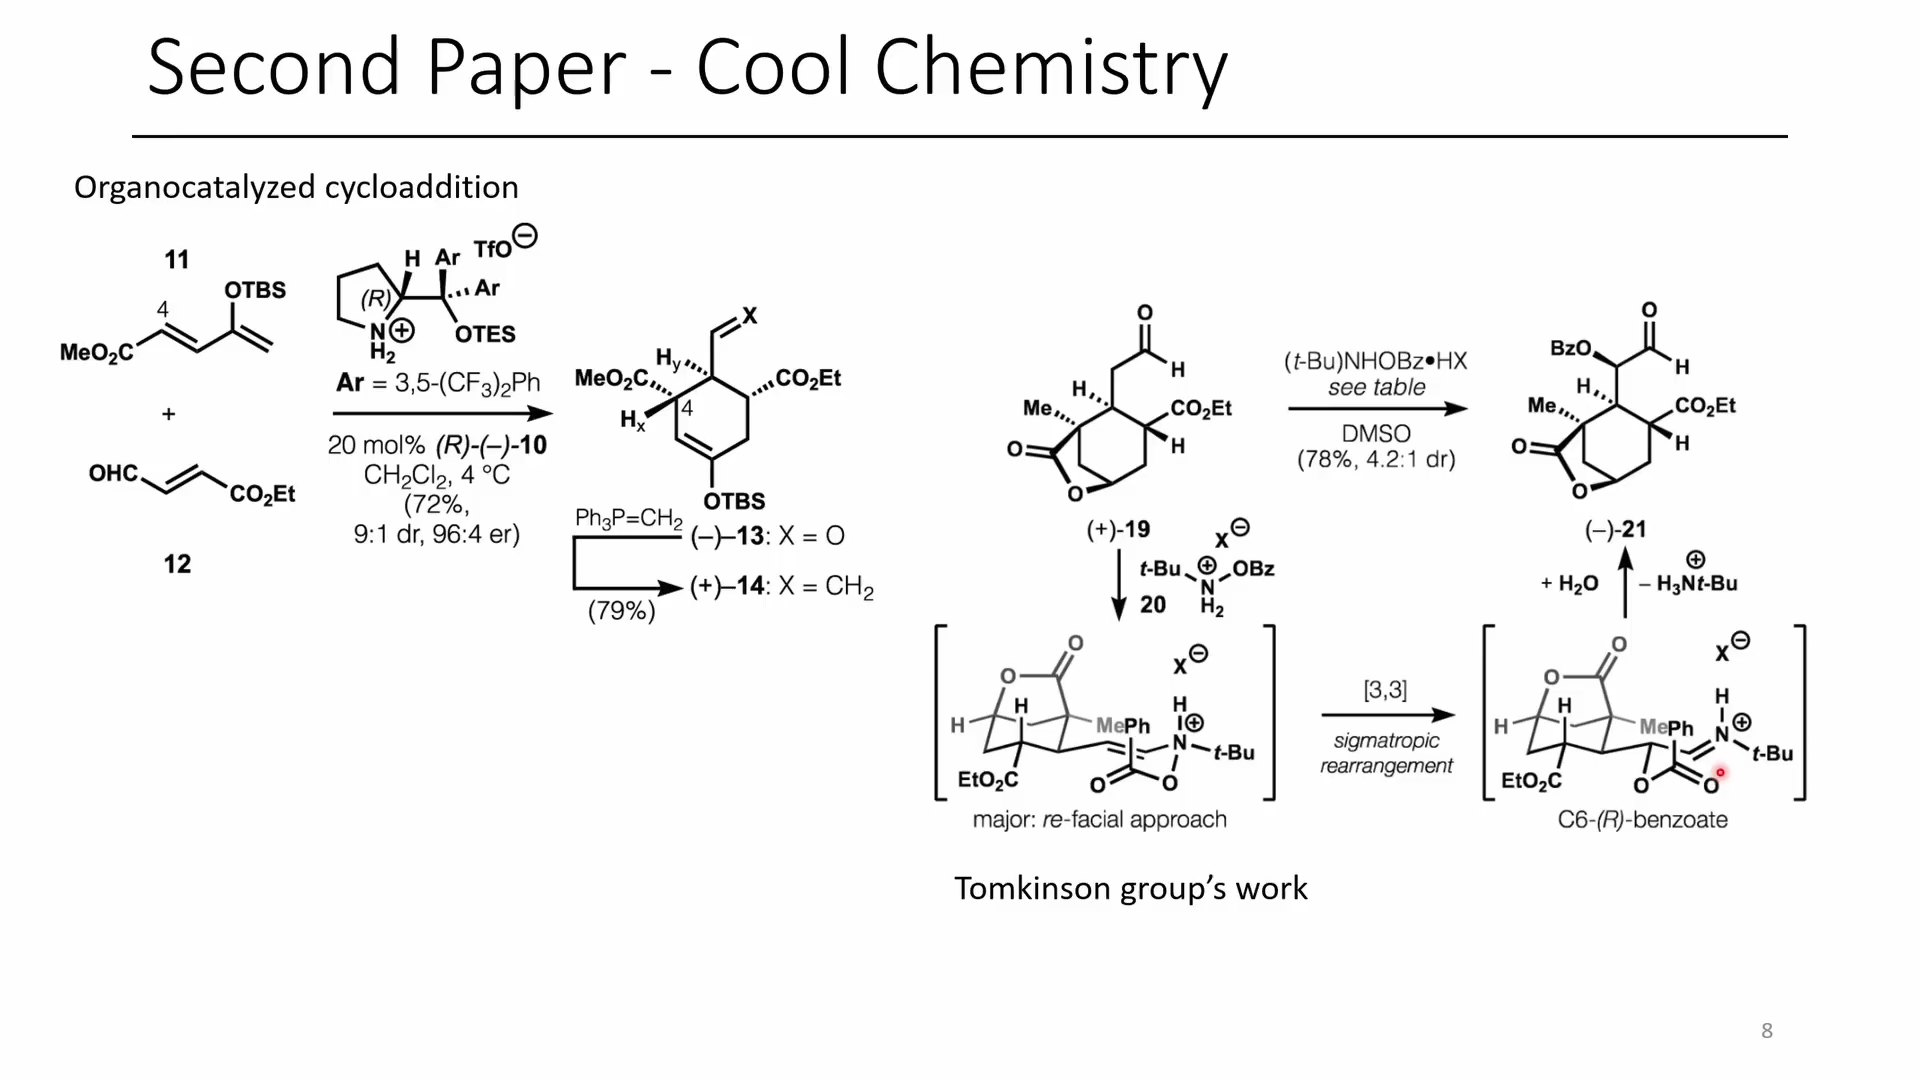 Second Paper - Cool Chemistry
Organocatalyzed cycloaddition
11
4
OTBS
MeO2C
+
OHC
CO2Et
12
H Ar TfO⊖
(R)
Ar
N⊕
H2
OTES
Ar = 3,5-(CF3)2Ph
20 mol% (R)-(–)-10
CH2Cl2, 4 °C
(72%,
9:1 dr, 96:4 er)
X
Hy
MeO2C
CO2Et
4
Hx
OTBS
Ph3P=CH2
(–)–13: X = O
(+)–14: X = CH2
(79%)
O
H
H
Me
CO2Et
O
H
O
(+)-19
(t-Bu)NHOBz•HX
see table
DMSO
(78%, 4.2:1 dr)
O
BzO
H
H
Me
CO2Et
O
H
O
(–)-21
X⊖
t-Bu ⊕ OBz
N
20 H2
+ H2O
⊕
– H3Nt-Bu
O
X⊖
O
H
H
H
MePh
⊕
N
t-Bu
EtO2C
O
O
major: re-facial approach
[3,3]
sigmatropic
rearrangement
O
X⊖
O
H
H
H
MePh
N⊕
t-Bu
EtO2C
O
O
C6-(R)-benzoate
Tomkinson group’s work
8